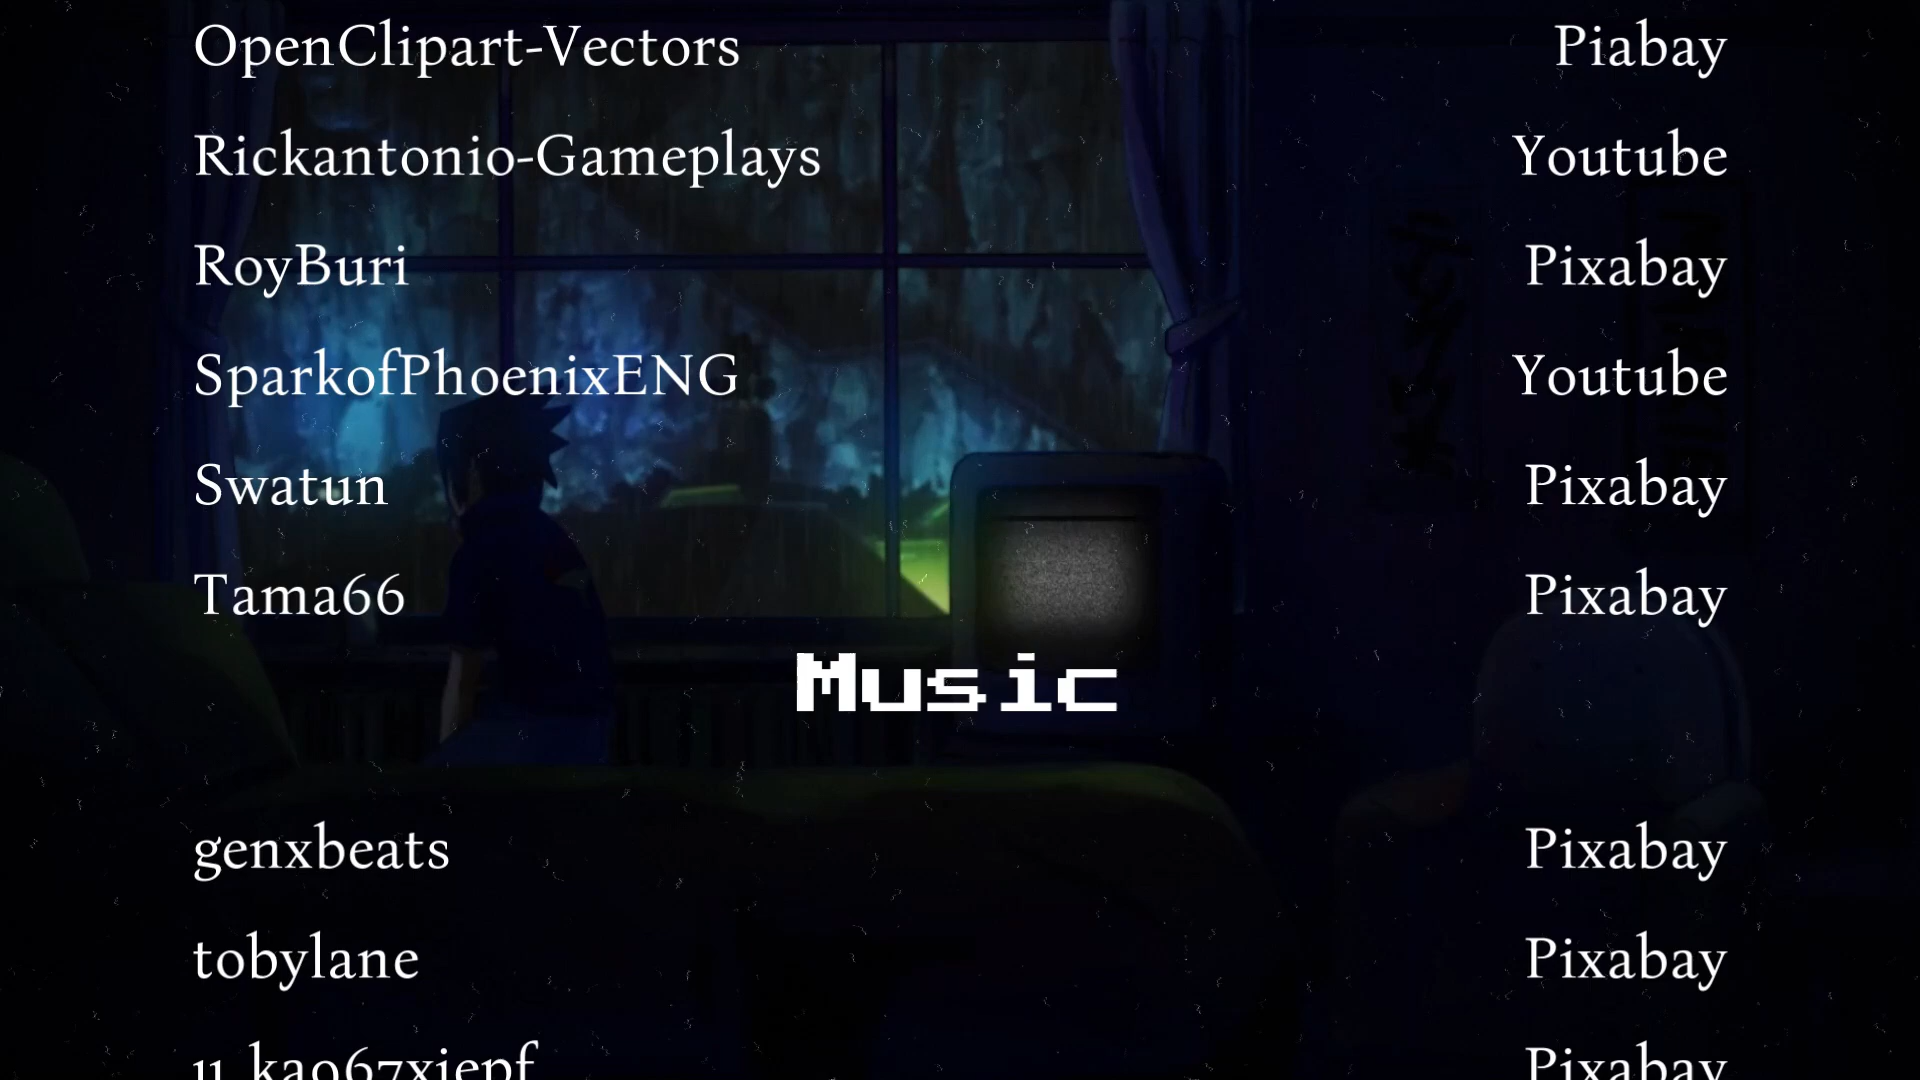 OpenClipart-Vectors Piabay
Rickantonio-Gameplays Youtube
RoyBuri Pixabay
SparkofPhoenixENG Youtube
Swatun Pixabay
Tama66 Pixabay
Music
genxbeats Pixabay
tobylane Pixabay
Pixabay